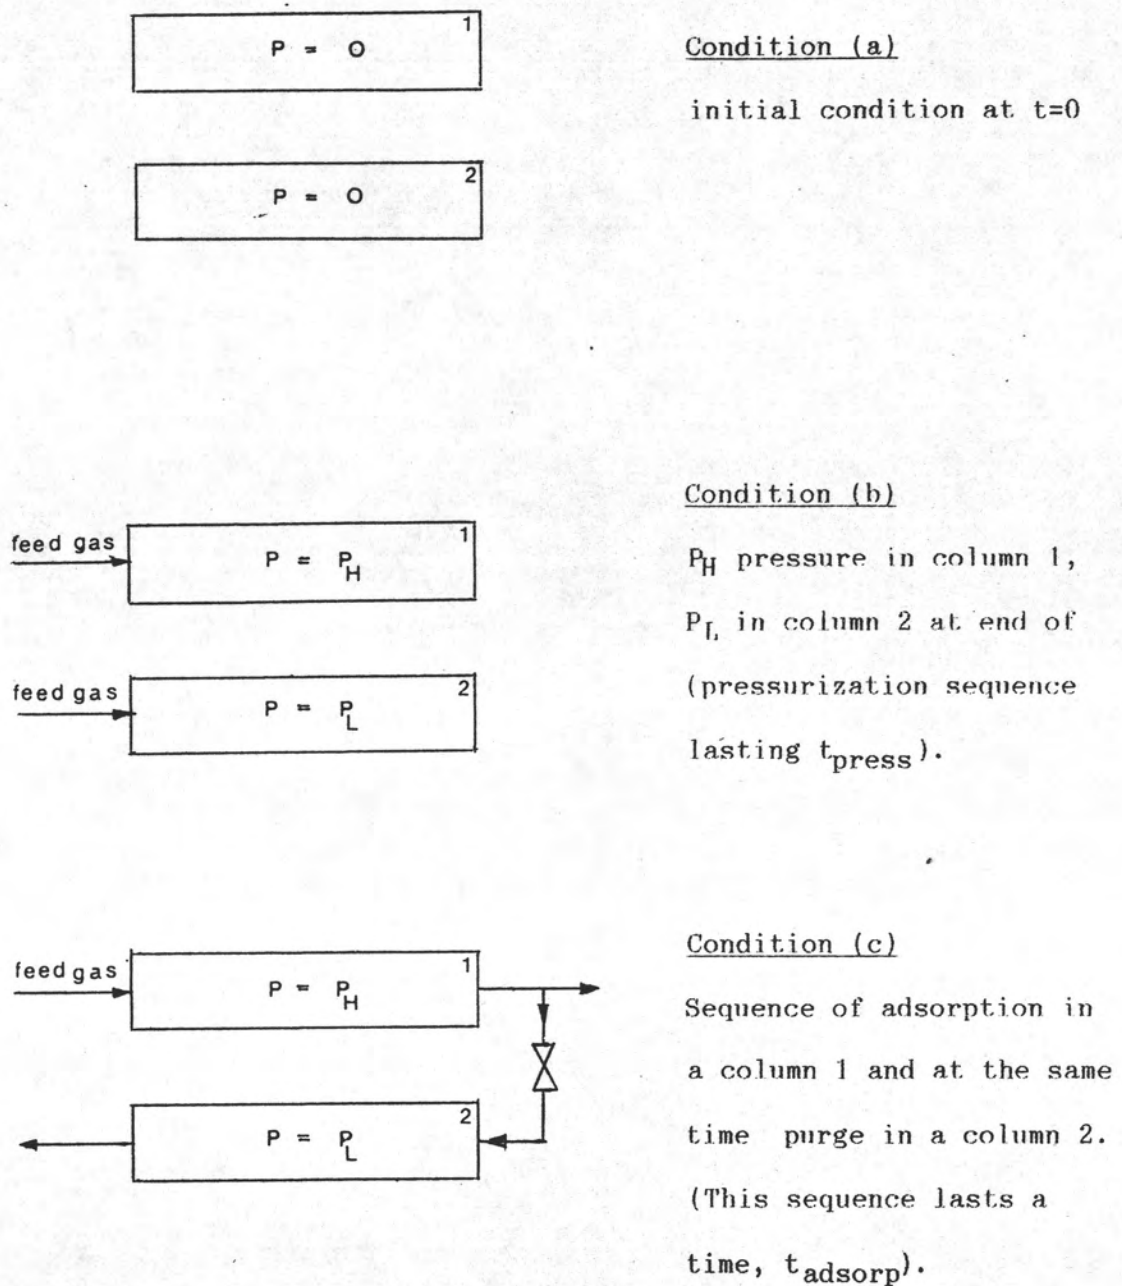 1
P = O
Condition (a)
initial condition at t=0
2
P = O
Condition (b)
feed gas
1
P = P_H
P_H pressure in column 1,
P_L in column 2 at end of
feed gas
2
P = P_L
(pressurization sequence
lasting t_press).
Condition (c)
feed gas
1
P = P_H
Sequence of adsorption in
a column 1 and at the same
2
P = P_L
time purge in a column 2.
(This sequence lasts a
time, t_adsorp).